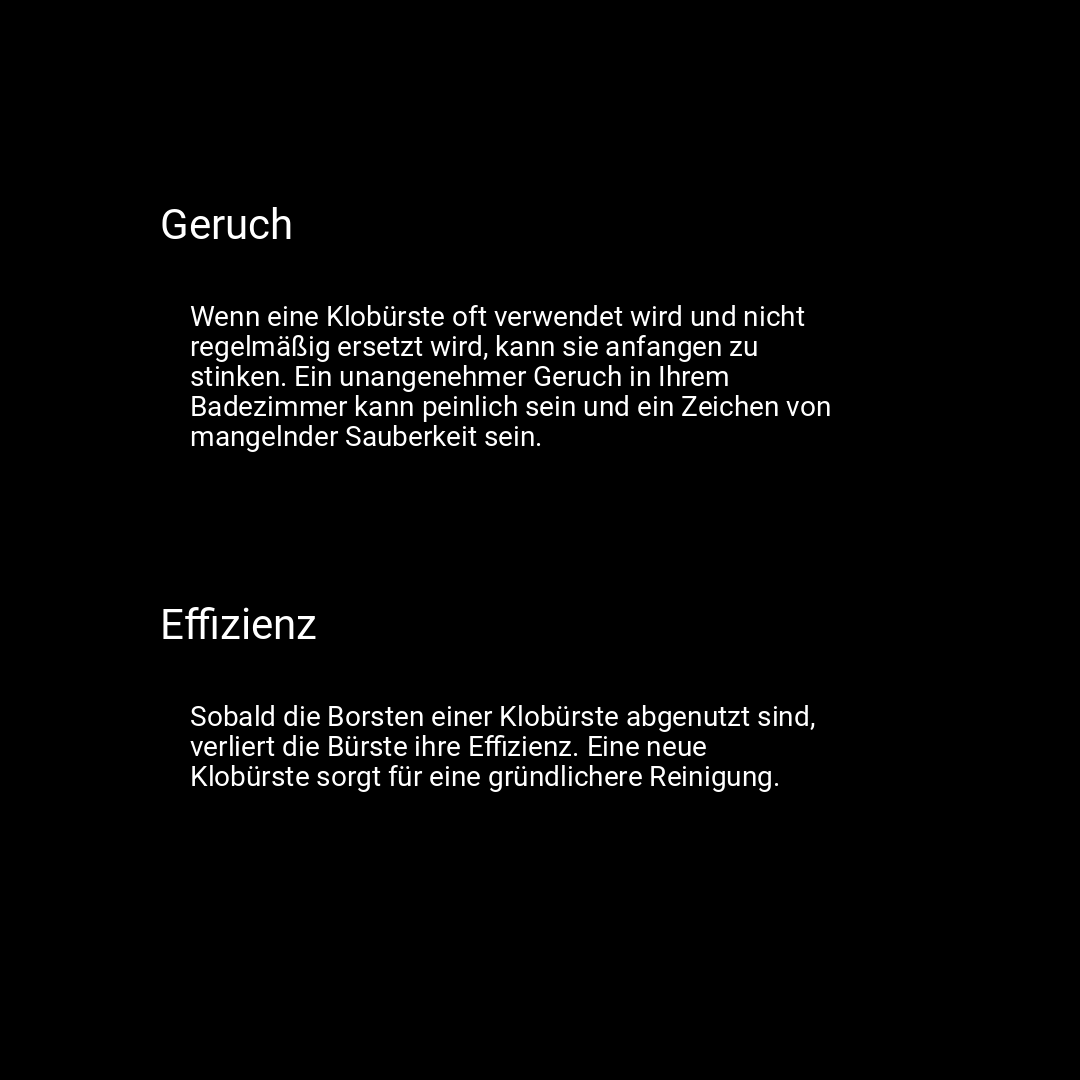 Geruch
Wenn eine Klobürste oft verwendet wird und nicht
regelmäßig ersetzt wird, kann sie anfangen zu
stinken. Ein unangenehmer Geruch in Ihrem
Badezimmer kann peinlich sein und ein Zeichen von
mangelnder Sauberkeit sein.
Effizienz
Sobald die Borsten einer Klobürste abgenutzt sind,
verliert die Bürste ihre Effizienz. Eine neue
Klobürste sorgt für eine gründlichere Reinigung.